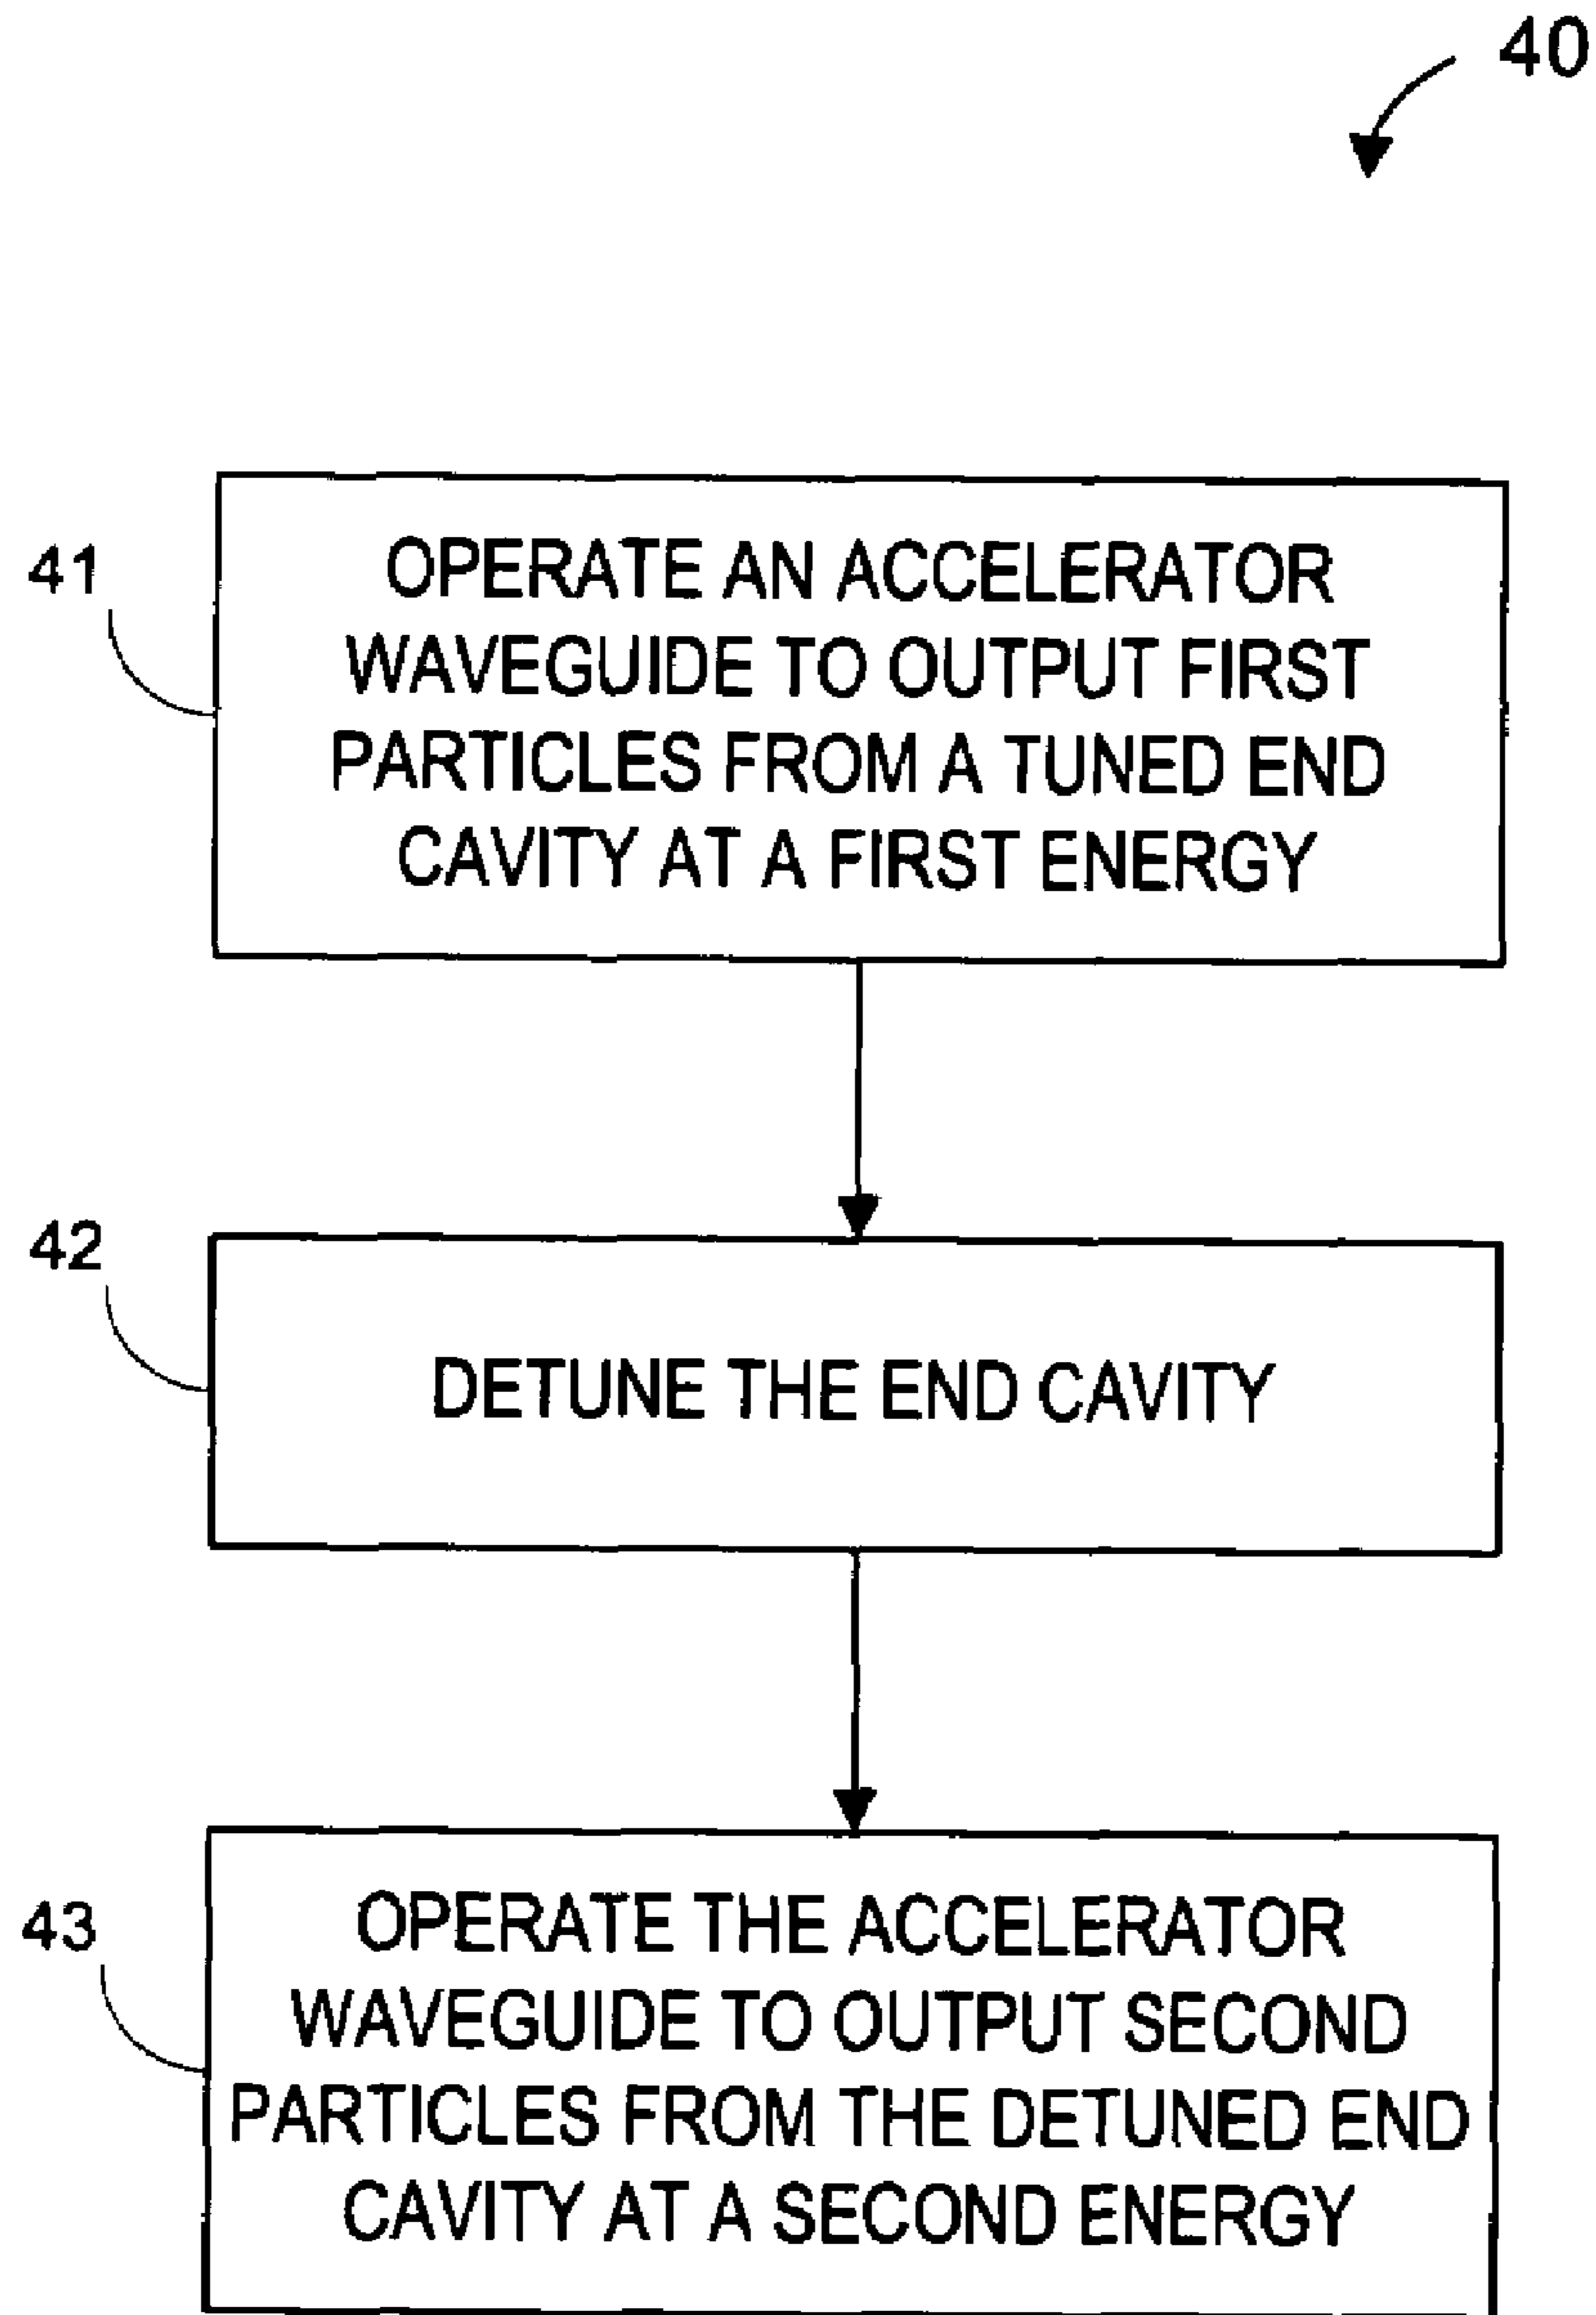 40
41
OPERATE AN ACCELERATOR
WAVEGUIDE TO OUTPUT FIRST
PARTICLES FROM A TUNED END
CAVITY AT A FIRST ENERGY
42
DETUNE THE END CAVITY
43
OPERATE THE ACCELERATOR
WAVEGUIDE TO OUTPUT SECOND
PARTICLES FROM THE DETUNED END
CAVITY AT A SECOND ENERGY